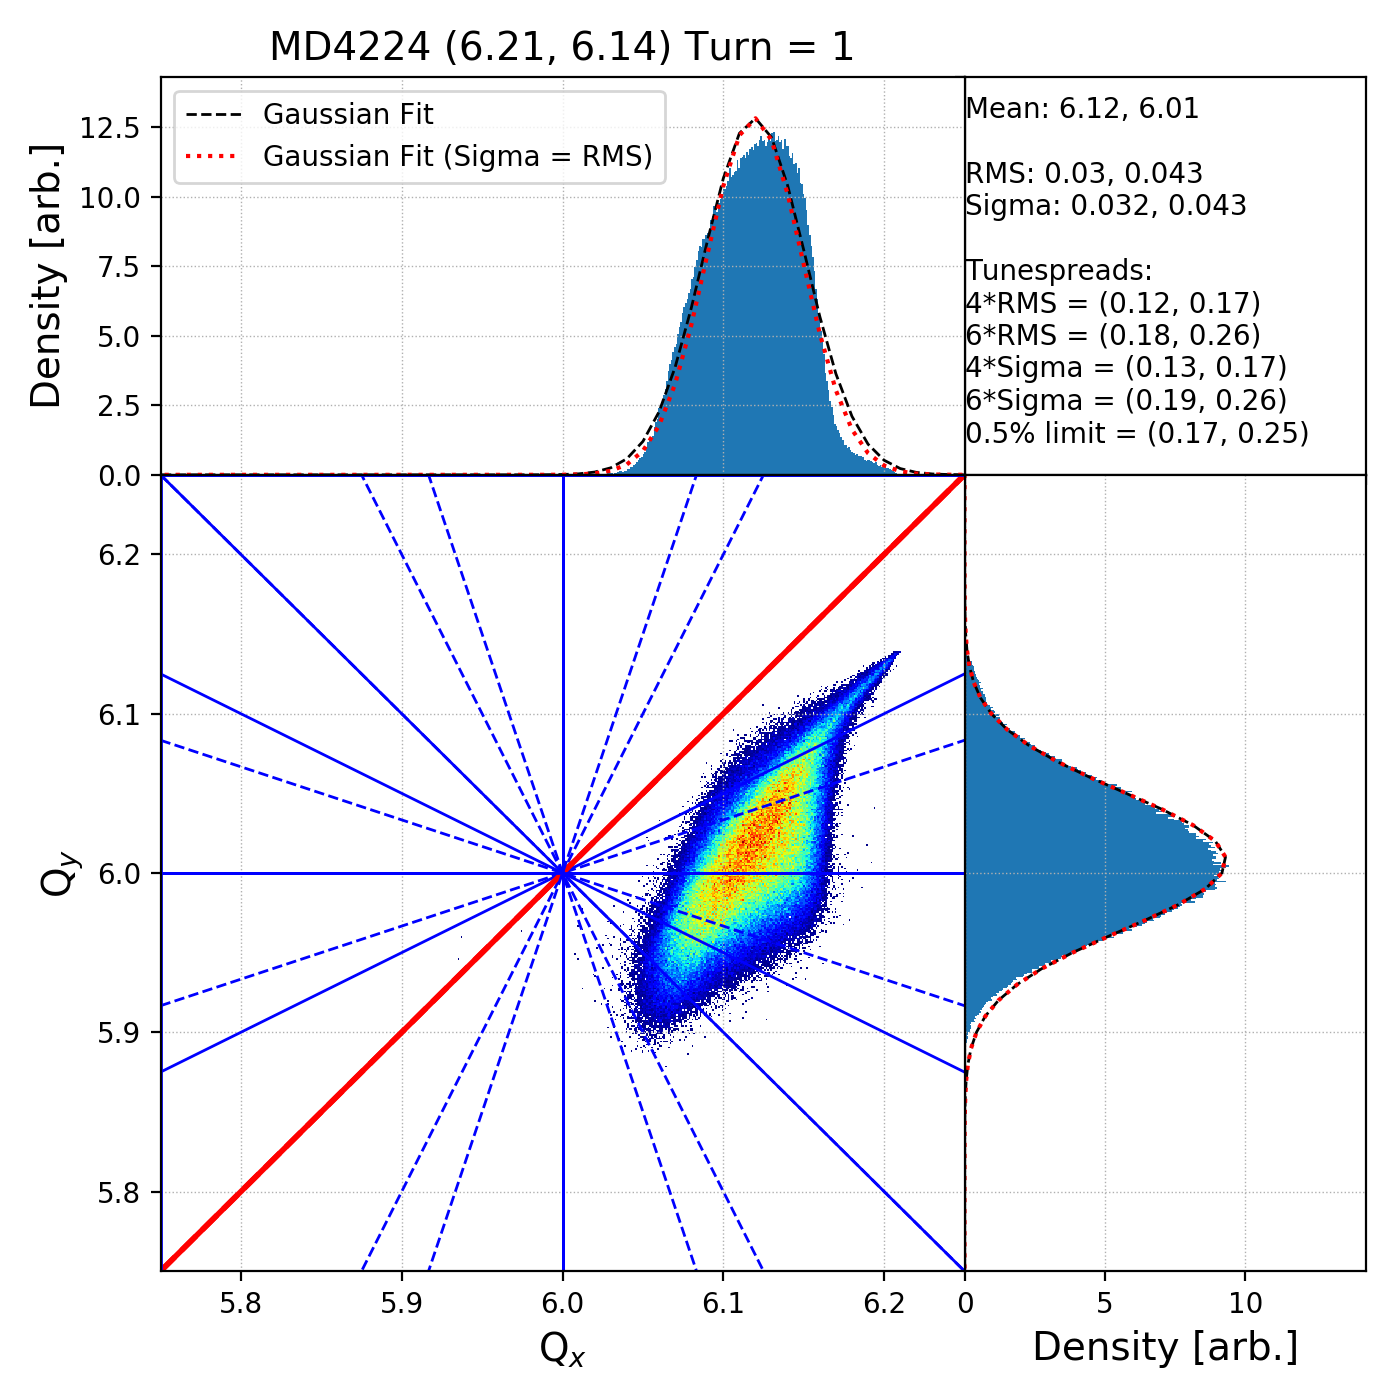 MD4224 (6.21, 6.14) Turn = 1
Gaussian Fit
Gaussian Fit (Sigma = RMS)
Density [arb.]
12.5
10.0
7.5
5.0
2.5
0.0
Mean: 6.12, 6.01
RMS: 0.03, 0.043
Sigma: 0.032, 0.043
Tunespreads:
4*RMS = (0.12, 0.17)
6*RMS = (0.18, 0.26)
4*Sigma = (0.13, 0.17)
6*Sigma = (0.19, 0.26)
0.5% limit = (0.17, 0.25)
Qy
6.2
6.1
6.0
5.9
5.8
5.8 5.9 6.0 6.1 6.2
Qx
0 5 10
Density [arb.]